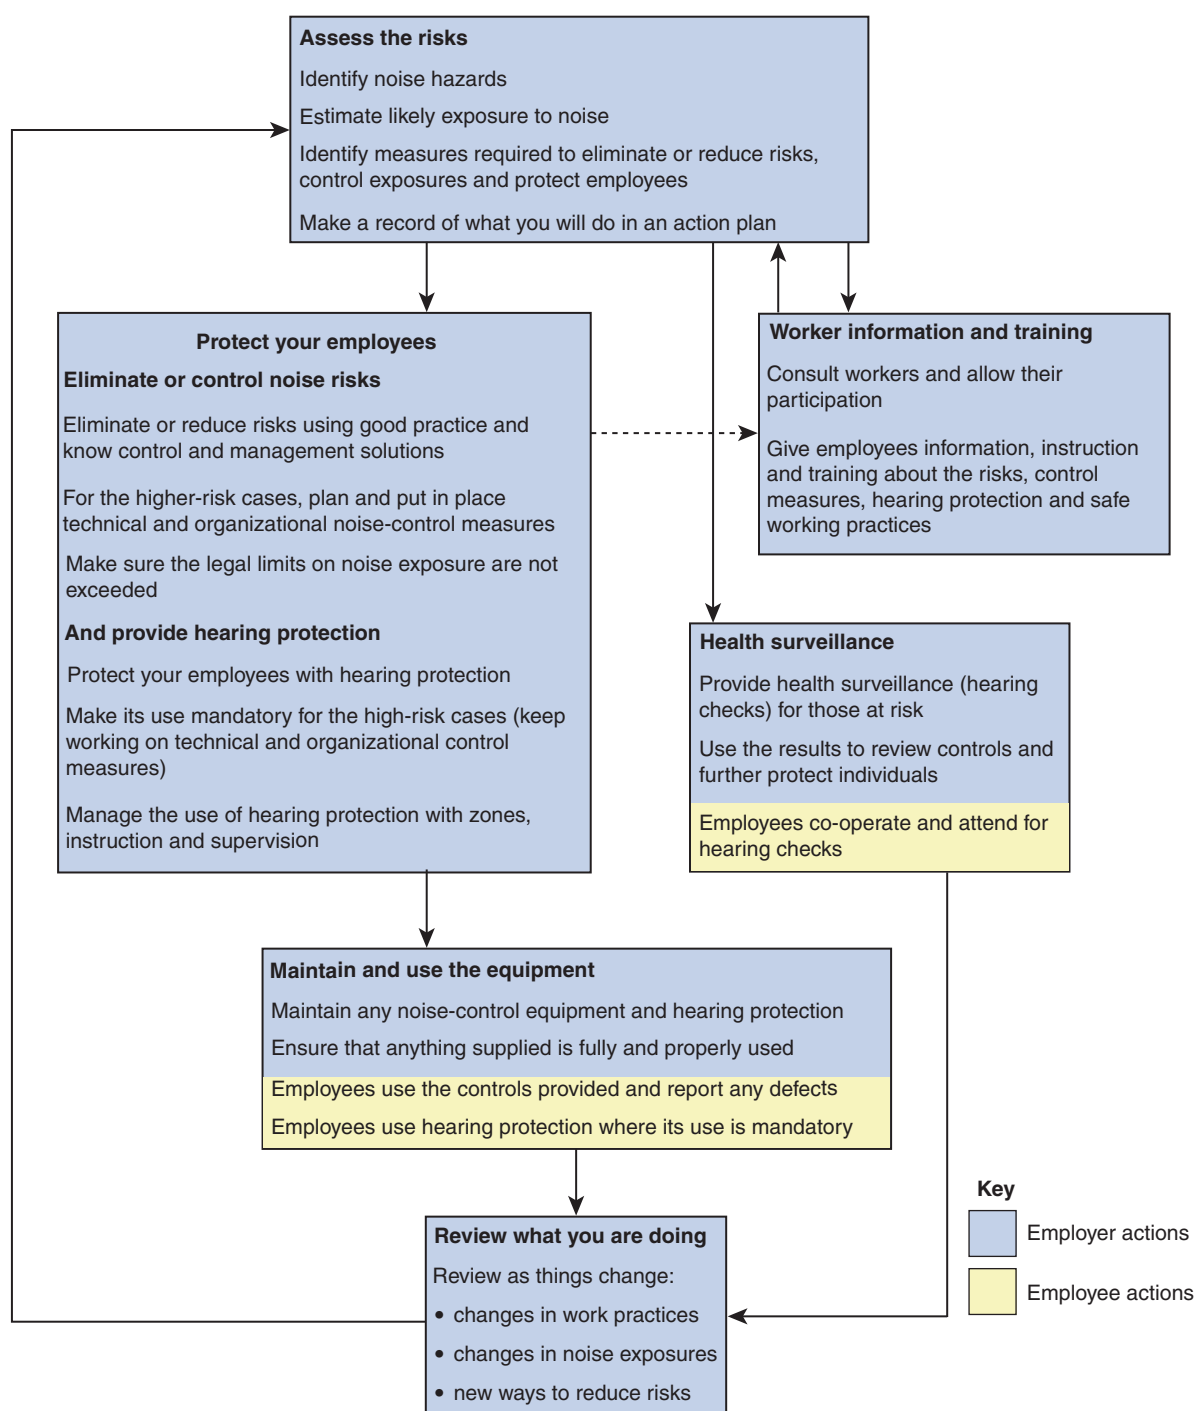 Assess the risks
Identify noise hazards
Estimate likely exposure to noise
Identify measures required to eliminate or reduce risks,
control exposures and protect employees
Make a record of what you will do in an action plan
Protect your employees
Eliminate or control noise risks
Eliminate or reduce risks using good practice and
know control and management solutions
For the higher-risk cases, plan and put in place
technical and organizational noise-control measures
Make sure the legal limits on noise exposure are not
exceeded
And provide hearing protection
Protect your employees with hearing protection
Make its use mandatory for the high-risk cases (keep
working on technical and organizational control
measures)
Manage the use of hearing protection with zones,
instruction and supervision
Worker information and training
Consult workers and allow their
participation
Give employees information, instruction
and training about the risks, control
measures, hearing protection and safe
working practices
Health surveillance
Provide health surveillance (hearing
checks) for those at risk
Use the results to review controls and
further protect individuals
Employees co-operate and attend for
hearing checks
Maintain and use the equipment
Maintain any noise-control equipment and hearing protection
Ensure that anything supplied is fully and properly used
Employees use the controls provided and report any defects
Employees use hearing protection where its use is mandatory
Review what you are doing
Review as things change:
• changes in work practices
• changes in noise exposures
• new ways to reduce risks
Key
Employer actions
Employee actions